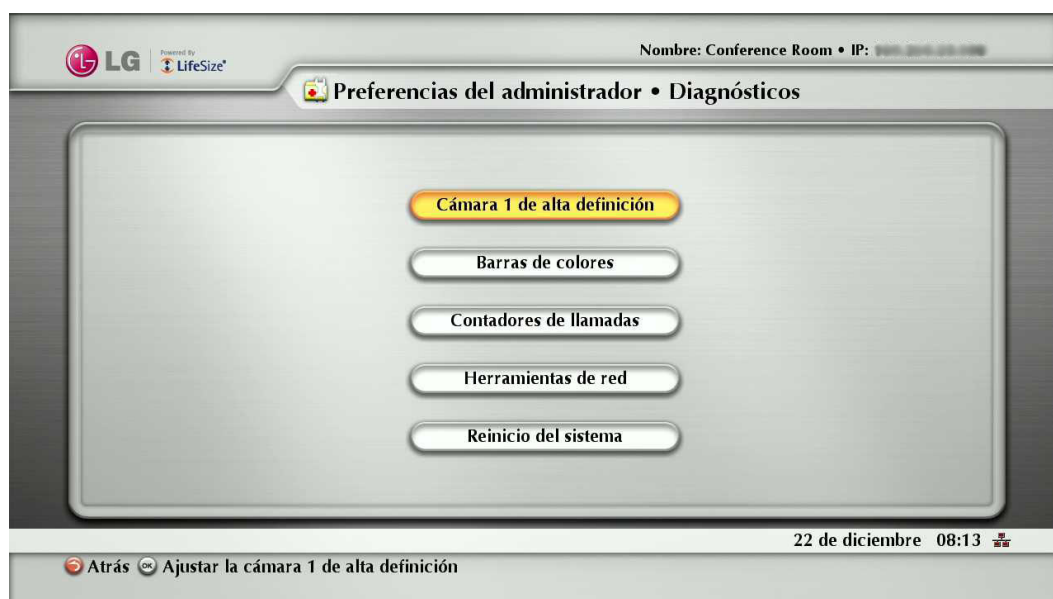 LG Powered by LifeSize®
Nombre: Conference Room • IP:
Preferencias del administrador • Diagnósticos
Cámara 1 de alta definición
Barras de colores
Contadores de llamadas
Herramientas de red
Reinicio del sistema
22 de diciembre 08:13
Atrás OK Ajustar la cámara 1 de alta definición